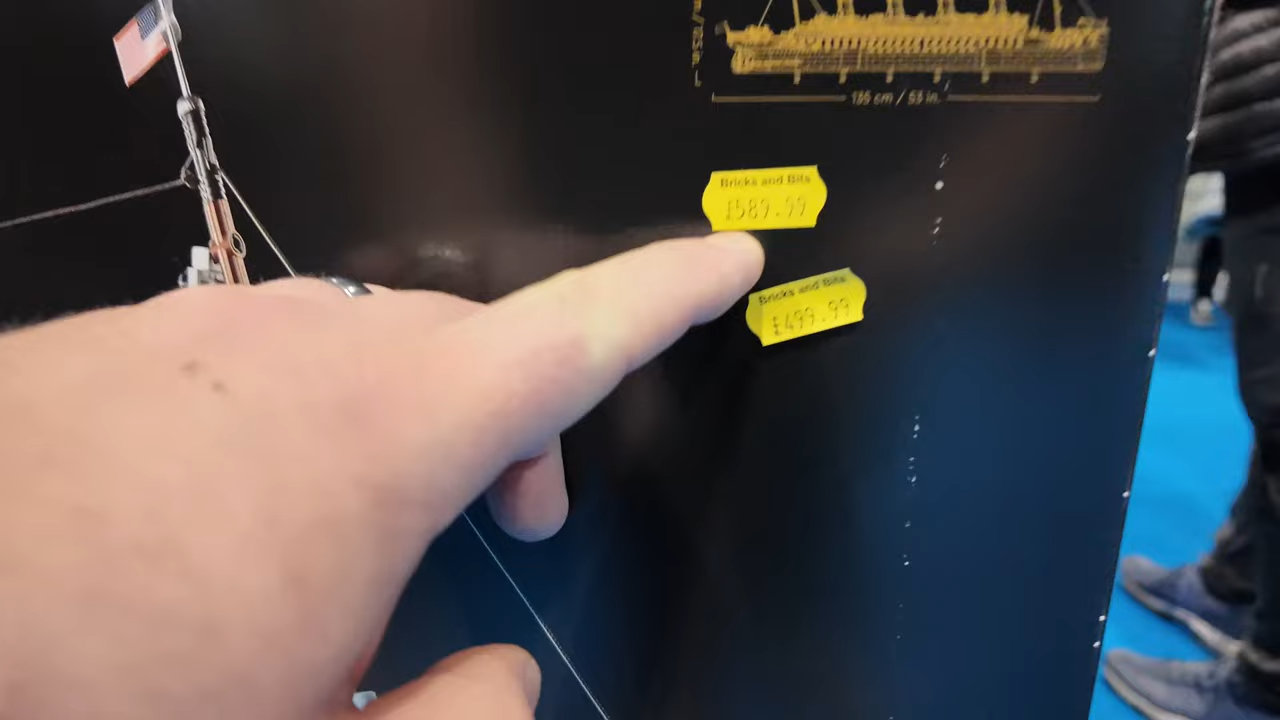 135 cm / 53 in.
Bricks and Bits
£589.99
Bricks and Bits
£499.99